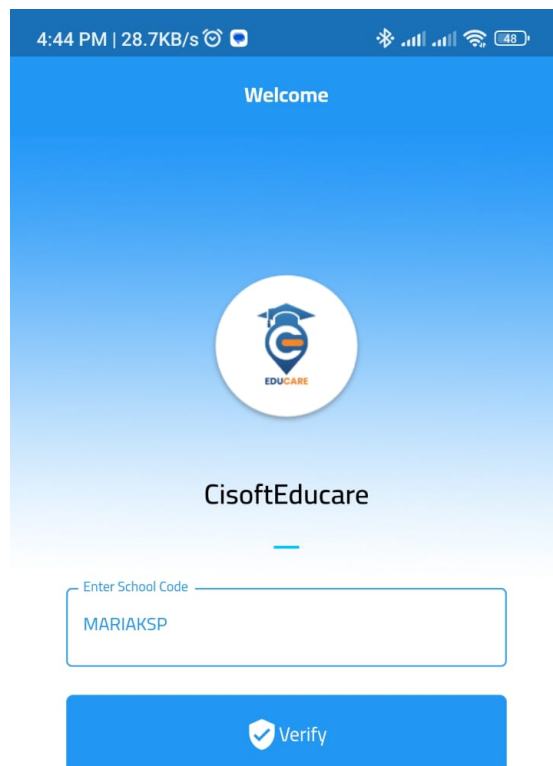 4:44 PM | 28.7KB/s
48
Welcome
EDUCARE
CisoftEducare
Enter School Code
MARIAKSP
Verify